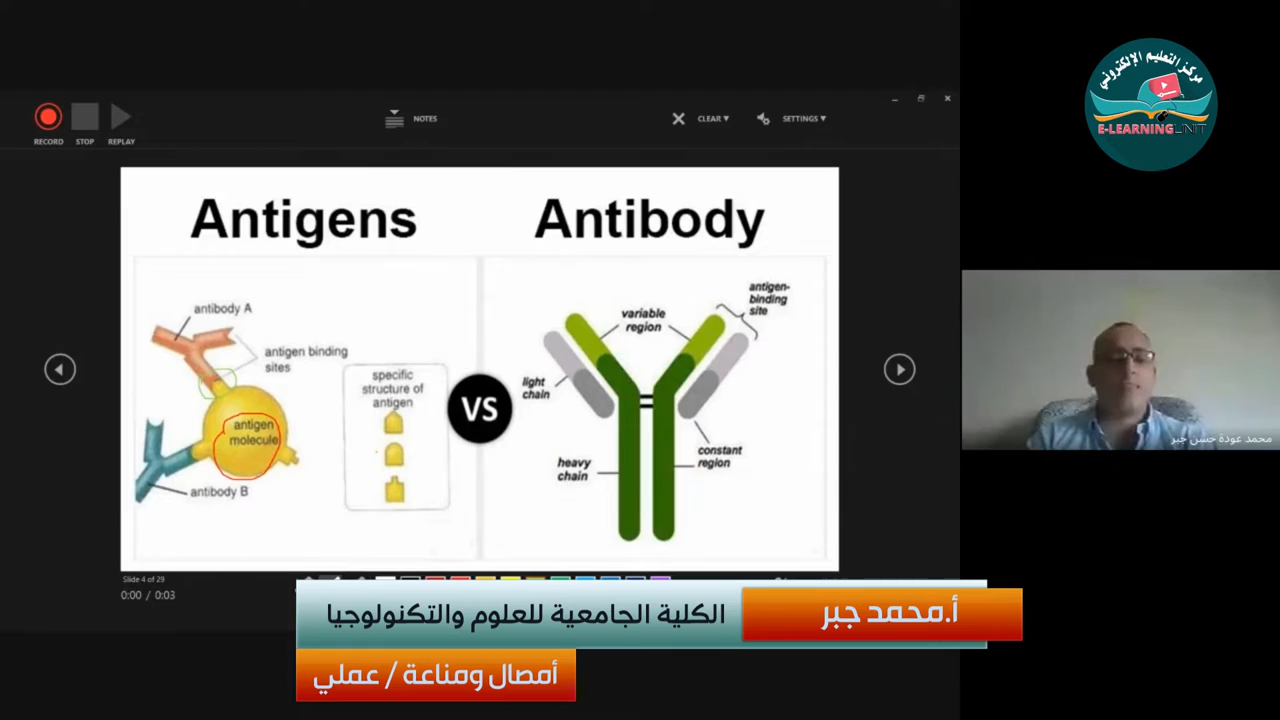 مركز التعليم الإلكتروني
E-LEARNING UNIT
RECORD
STOP
REPLAY
NOTES
CLEAR
SETTINGS
Antigens
Antibody
antibody A
antigen binding
sites
antigen
molecule
antibody B
specific
structure of
antigen
VS
variable
region
antigen-
binding
site
light
chain
heavy
chain
constant
region
محمد عودة حسن جبر
Slide 4 of 29
0:00 / 0:03
أ.محمد جبر
الكلية الجامعية للعلوم والتكنولوجيا
أمصال ومناعة / عملي